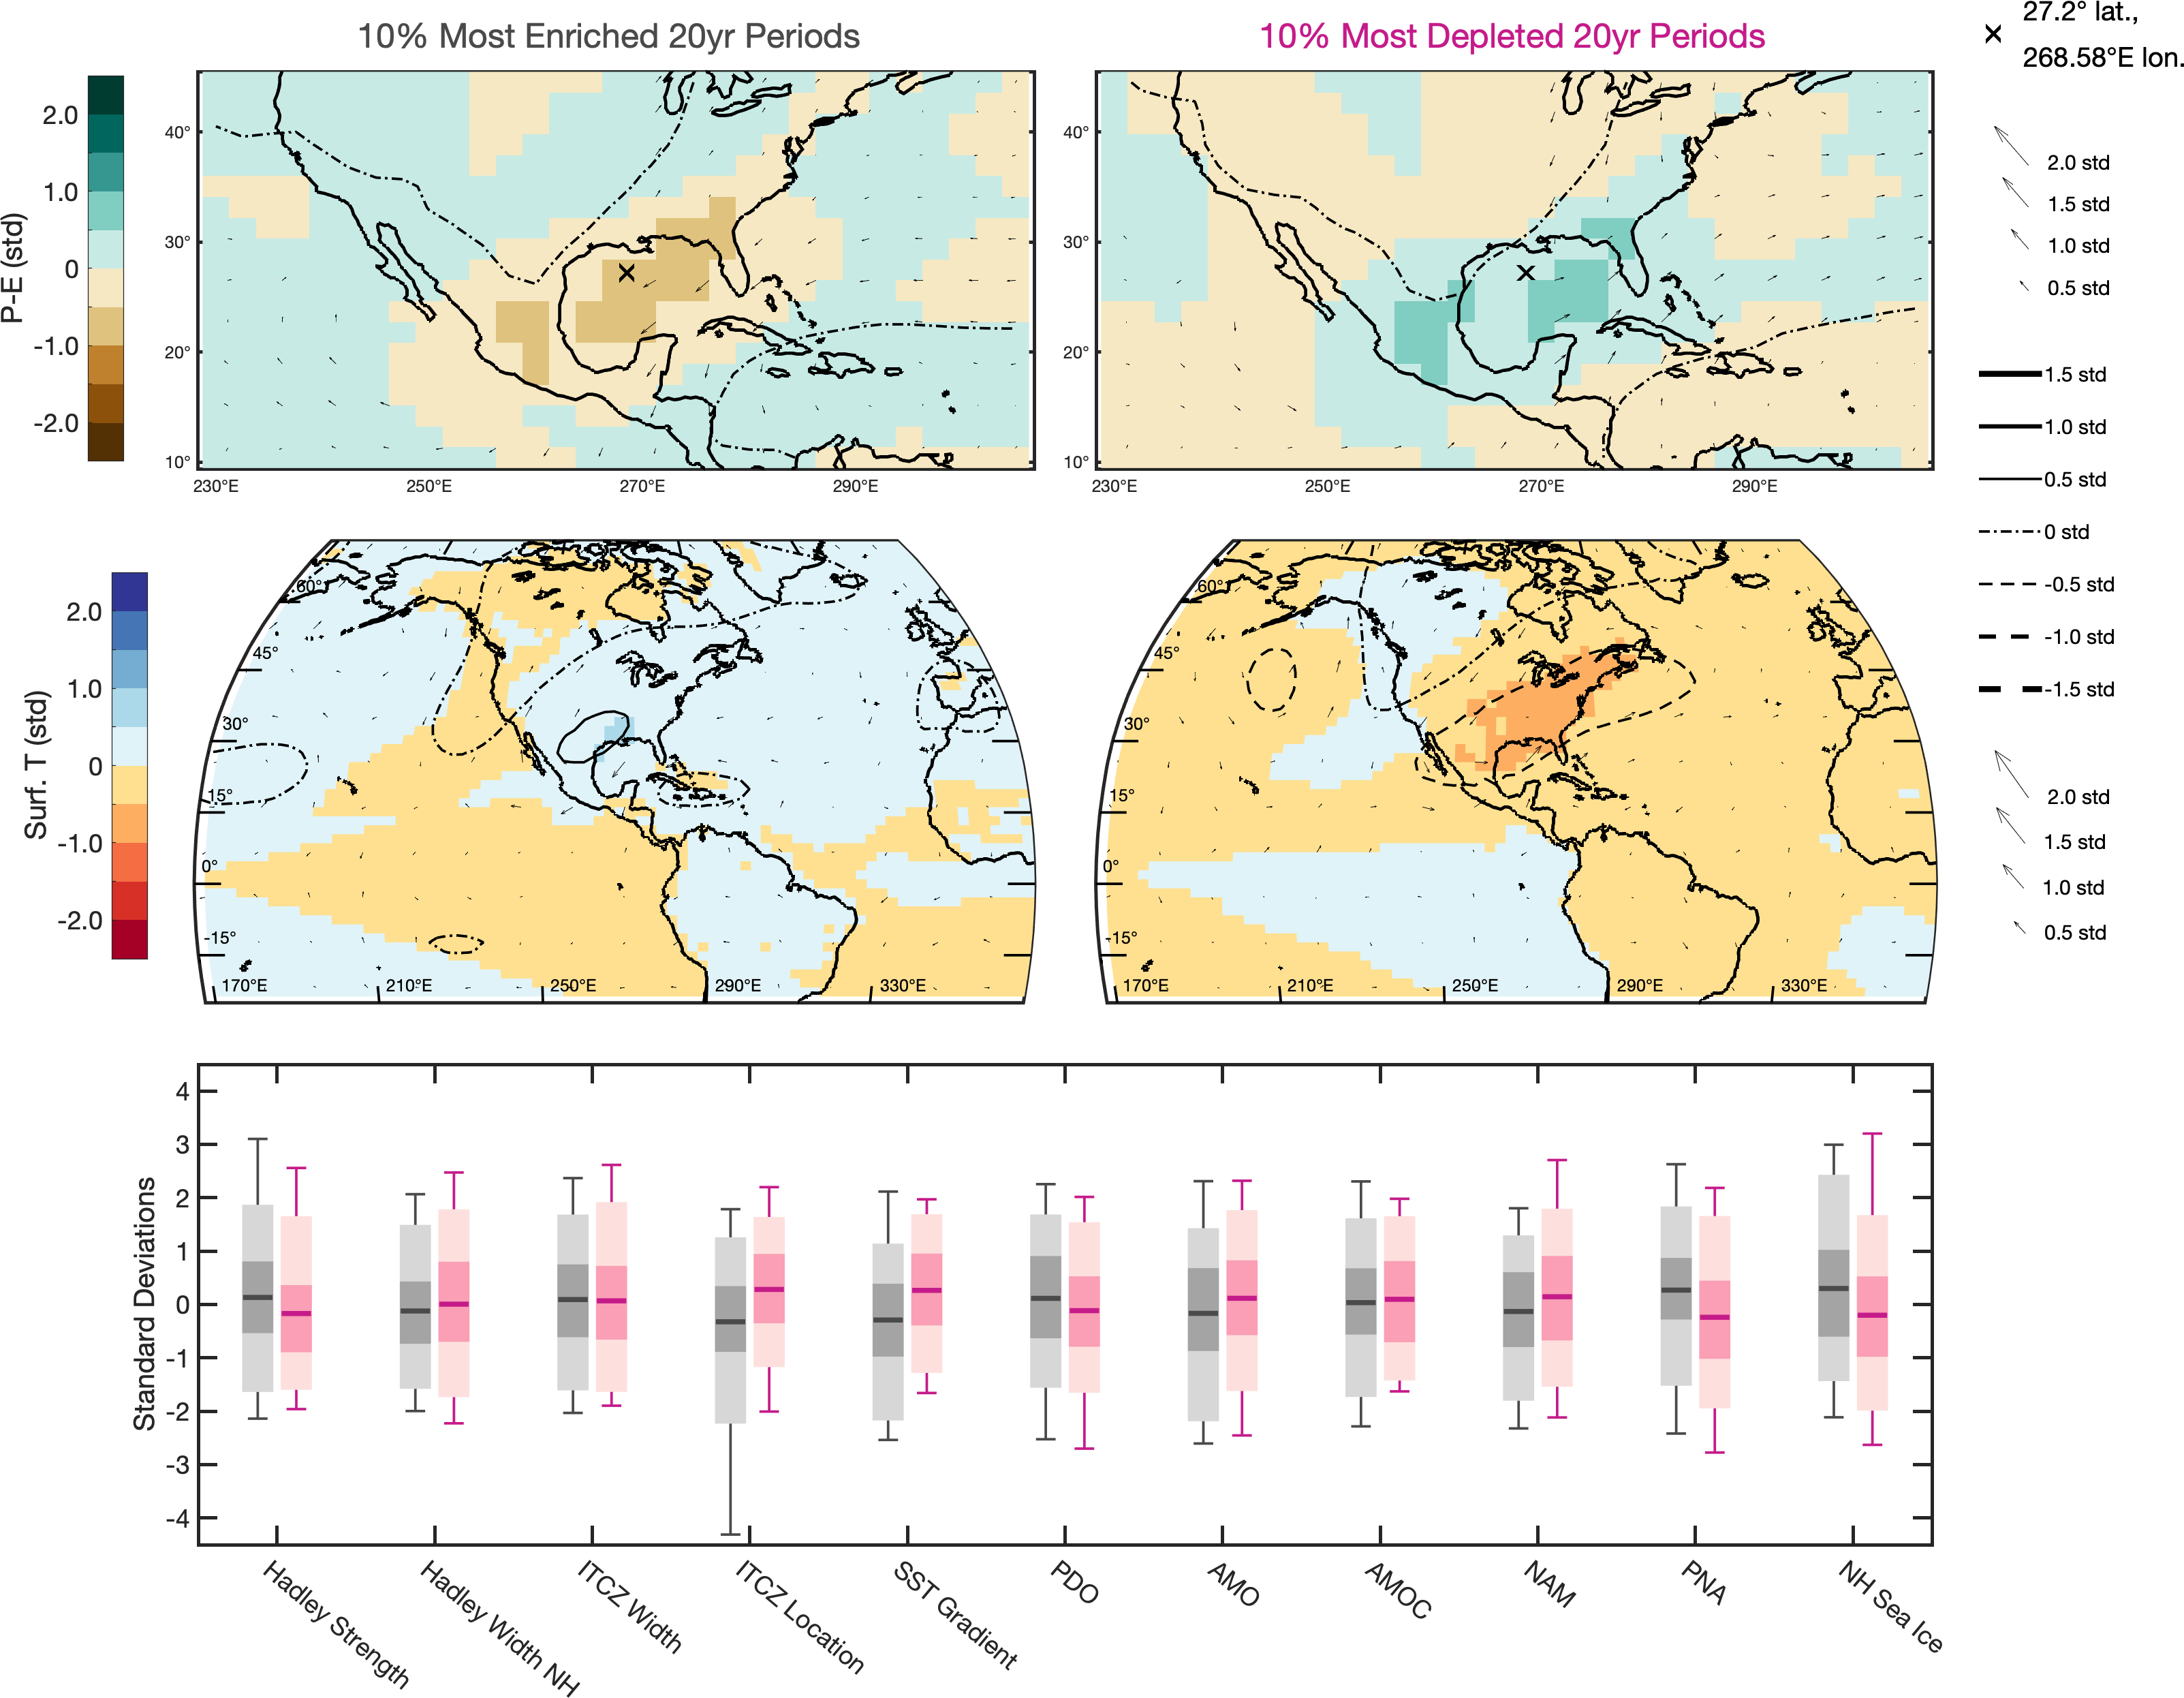 10% Most Enriched 20yr Periods
10% Most Depleted 20yr Periods
27.2° lat.,
268.58°E lon.
P-E (std)
2.0
1.0
0
-1.0
-2.0
40°
30°
20°
10°
230°E 250°E 270°E 290°E
40°
30°
20°
10°
230°E 250°E 270°E 290°E
2.0 std
1.5 std
1.0 std
0.5 std
1.5 std
1.0 std
0.5 std
0 std
-0.5 std
-1.0 std
-1.5 std
2.0 std
1.5 std
1.0 std
0.5 std
Surf. T (std)
2.0
1.0
0
-1.0
-2.0
60°
45°
30°
15°
0°
-15°
170°E 210°E 250°E 290°E 330°E
60°
45°
30°
15°
0°
-15°
170°E 210°E 250°E 290°E 330°E
Standard Deviations
4
3
2
1
0
-1
-2
-3
-4
Hadley Strength
Hadley Width NH
ITCZ Width
ITCZ Location
SST Gradient
PDO
AMO
AMOC
NAM
PNA
NH Sea Ice